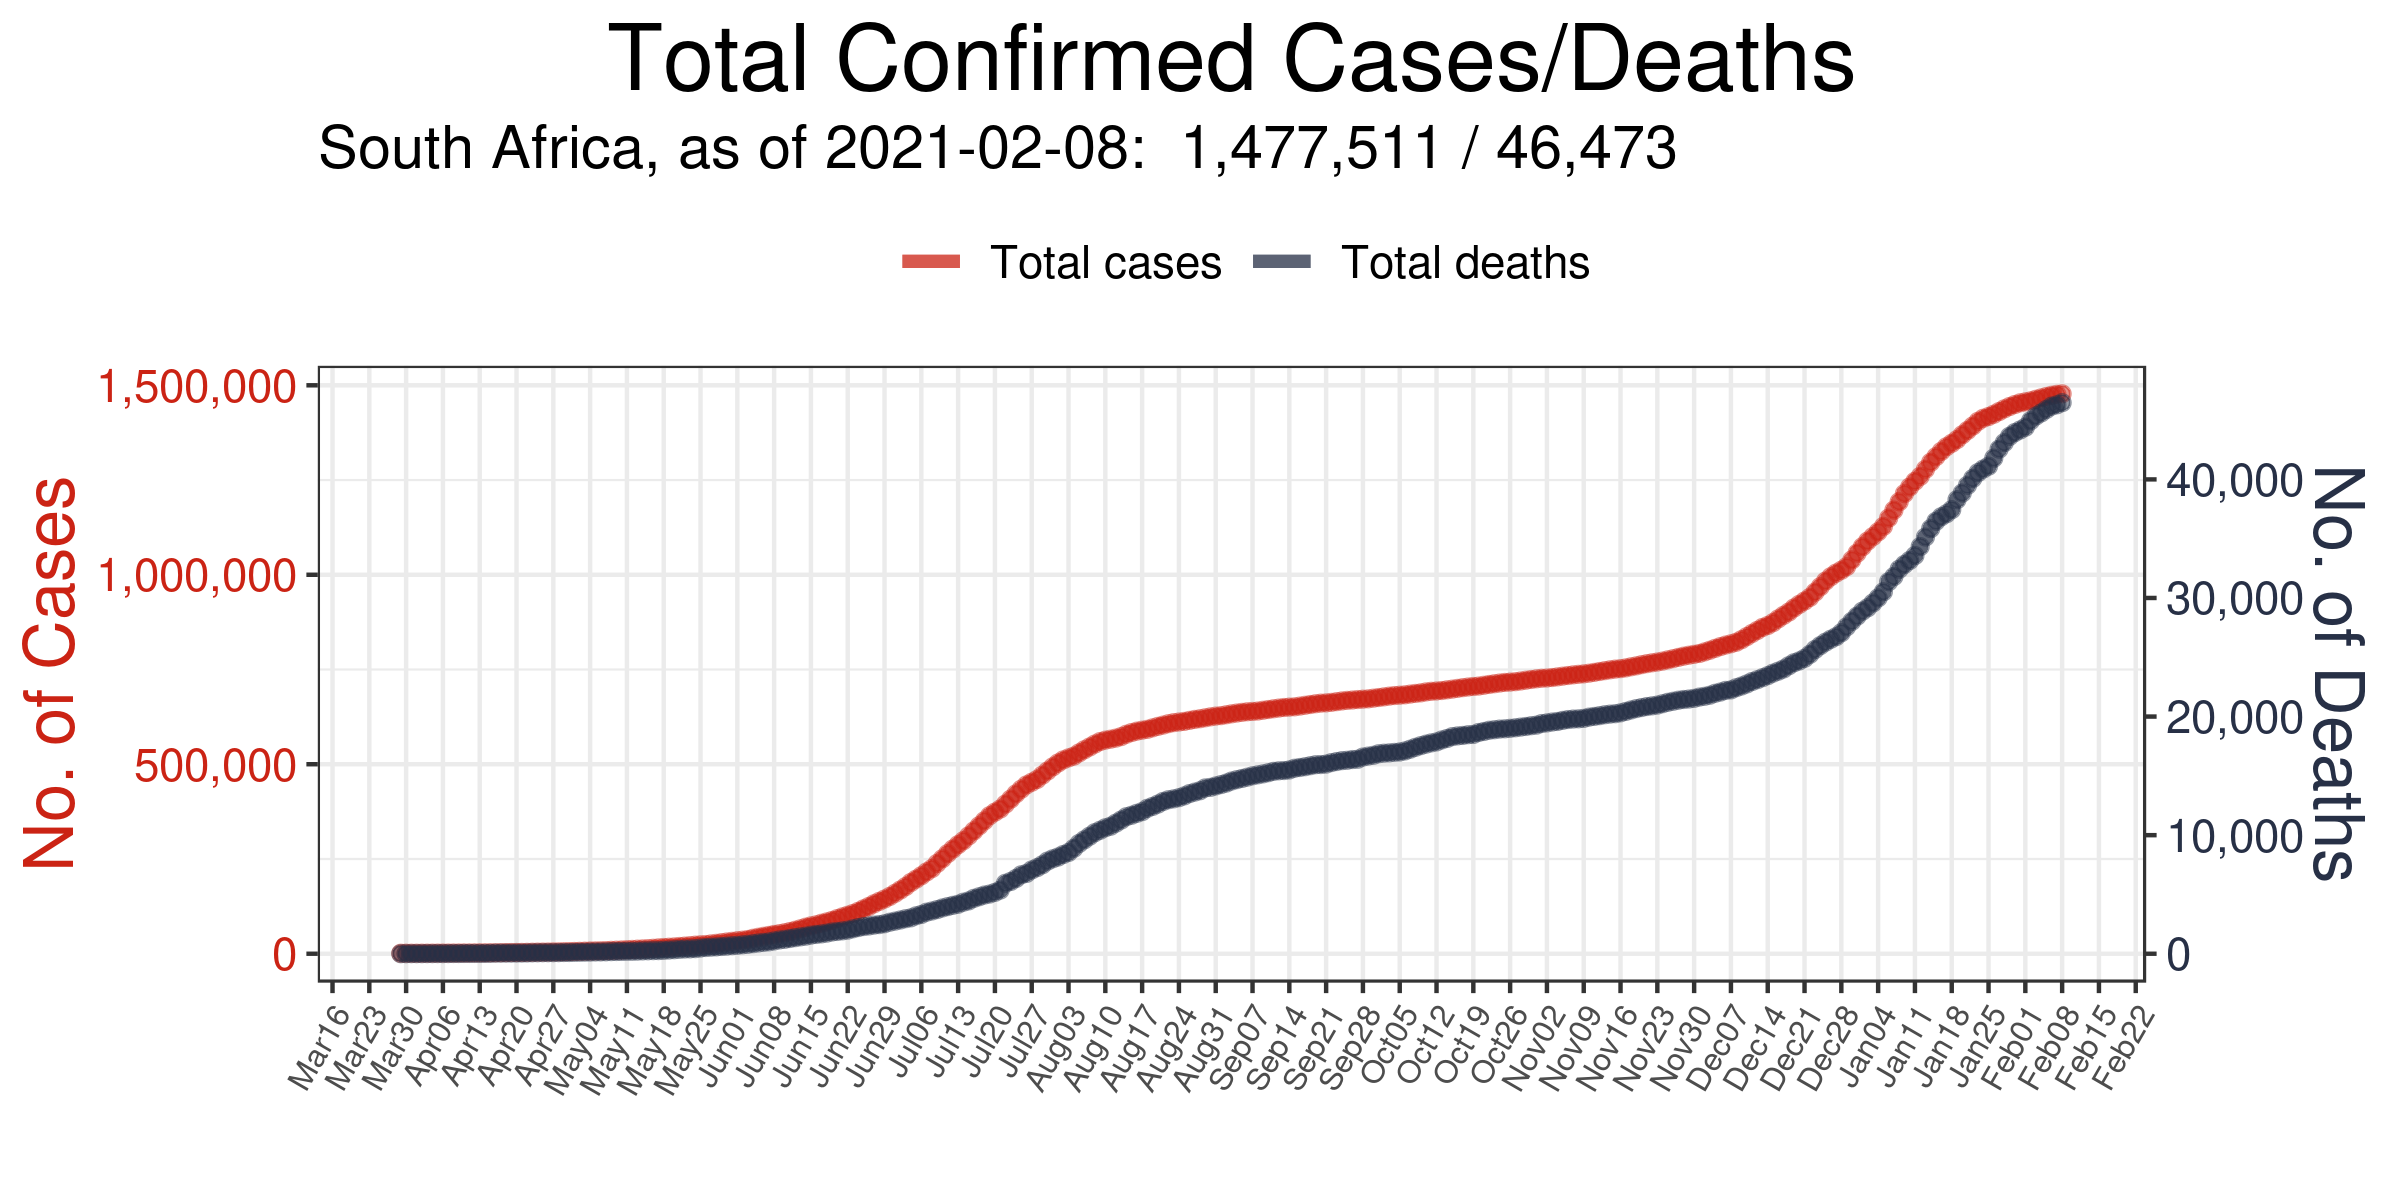 Total Confirmed Cases/Deaths
South Africa, as of 2021-02-08: 1,477,511 / 46,473
Total cases
Total deaths
No. of Cases
1,500,000
1,000,000
500,000
0
40,000
30,000
20,000
10,000
0
No. of Deaths
Mar16
Mar23
Mar30
Apr06
Apr13
Apr20
Apr27
May04
May11
May18
May25
Jun01
Jun08
Jun15
Jun22
Jun29
Jul06
Jul13
Jul20
Jul27
Aug03
Aug10
Aug17
Aug24
Aug31
Sep07
Sep14
Sep21
Sep28
Oct05
Oct12
Oct19
Oct26
Nov02
Nov09
Nov16
Nov23
Nov30
Dec07
Dec14
Dec21
Dec28
Jan04
Jan11
Jan18
Jan25
Feb01
Feb08
Feb15
Feb22